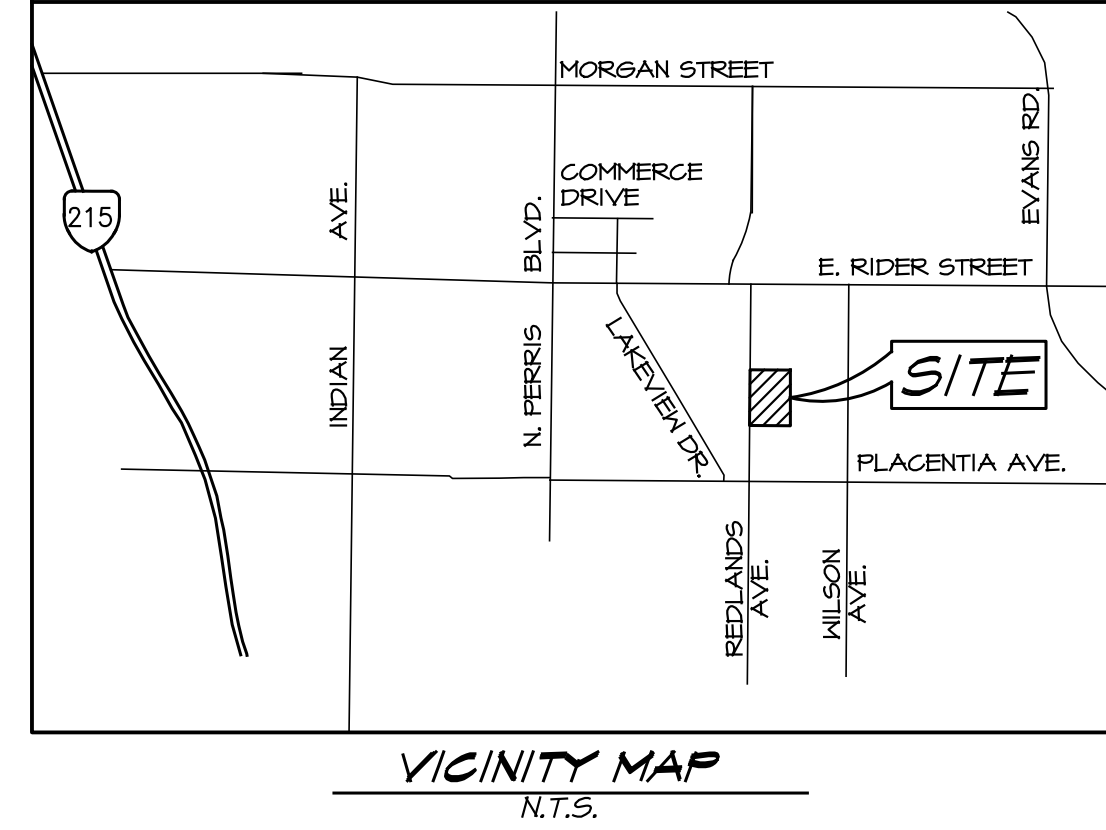 MORGAN STREET
EVANS RD.
COMMERCE
DRIVE
AVE.
BLVD.
215
E. RIDER STREET
INDIAN
N. PERRIS
LAKEVIEW DR.
SITE
PLACENTIA AVE.
REDLANDS
AVE.
WILSON
AVE.
VICINITY MAP
N.T.S.